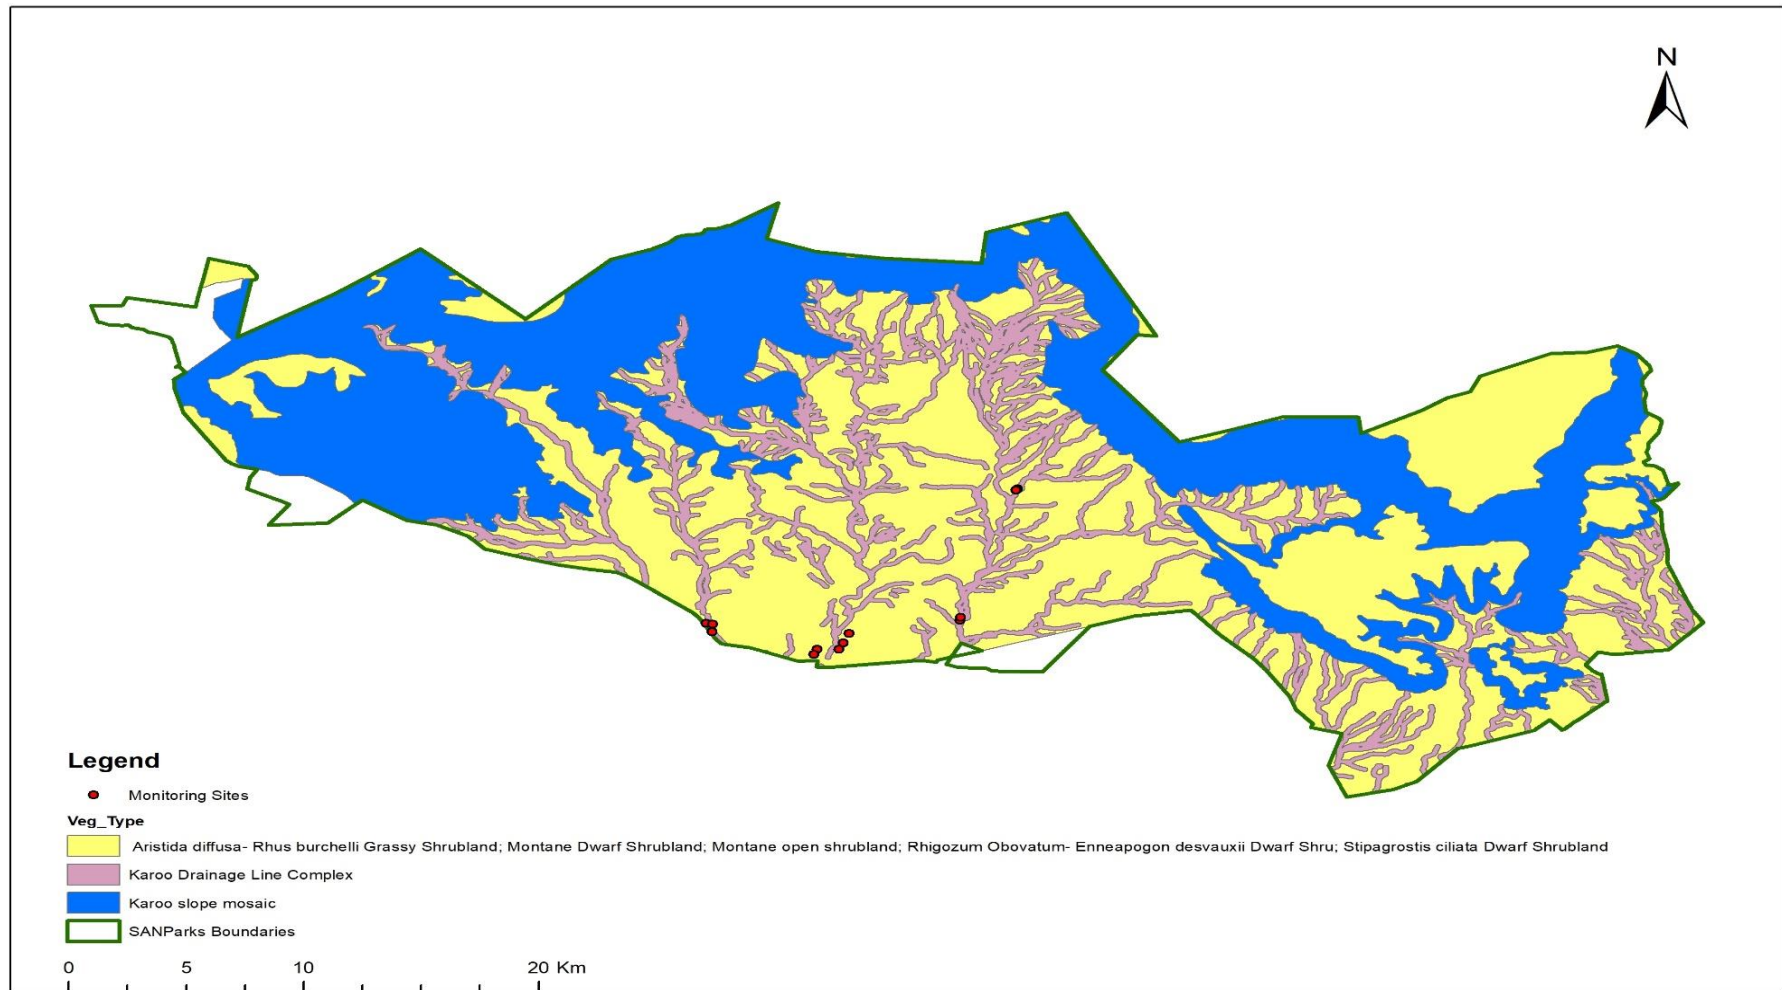 N
Legend
Monitoring Sites
Veg_Type
Aristida diffusa- Rhus burchelli Grassy Shrubland; Montane Dwarf Shrubland; Montane open shrubland; Rhigozum Obovatum- Enneapogon desvauxii Dwarf Shru; Stipagrostis ciliata Dwarf Shrubland
Karoo Drainage Line Complex
Karoo slope mosaic
SANParks Boundaries
0 5 10 20 Km